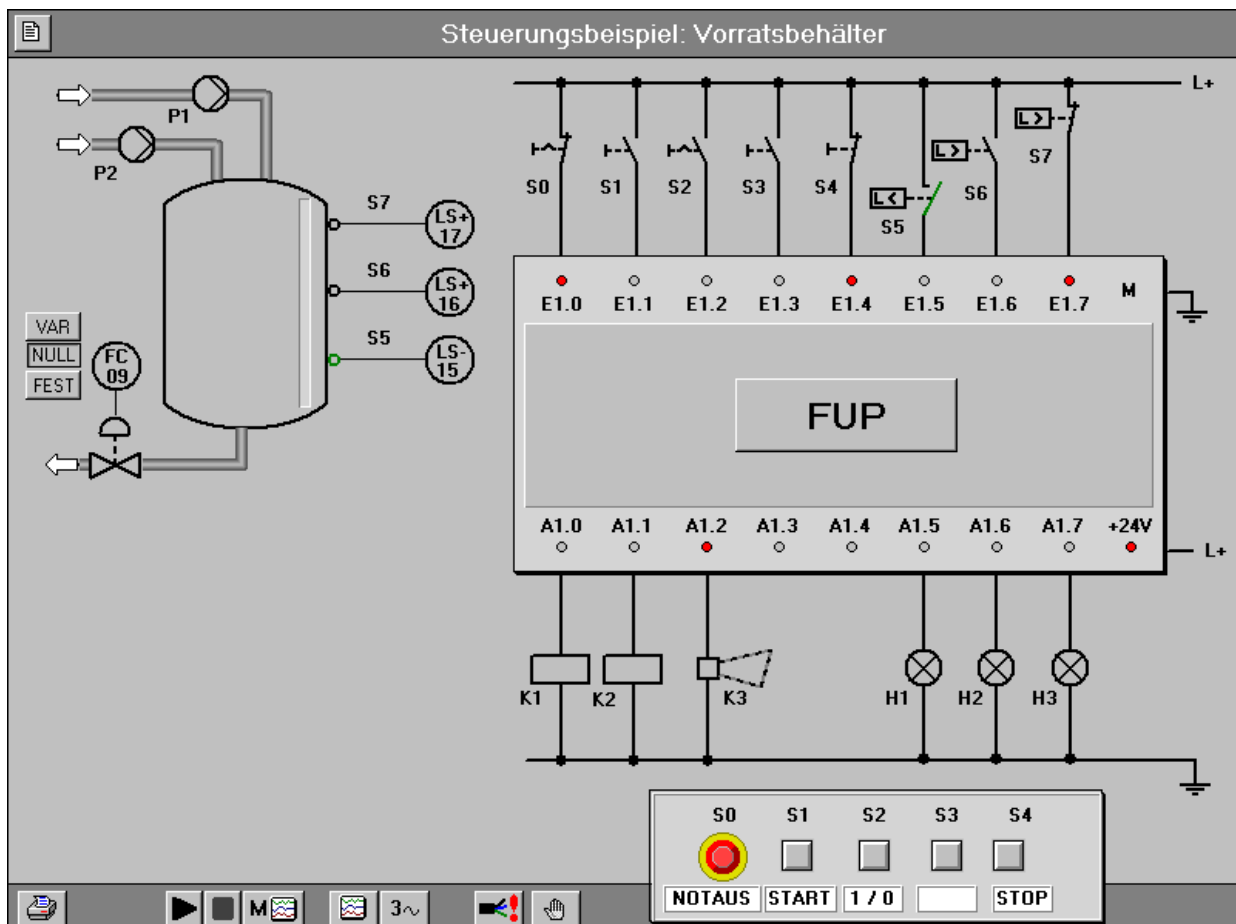 Steuerungsbeispiel: Vorratsbehälter
P1
P2
S7
LS+
17
S6
LS+
16
S5
LS-
15
VAR
NULL
FEST
FC
09
L+
S0
S1
S2
S3
S4
L<
S5
L>
S6
L>
S7
E1.0 E1.1 E1.2 E1.3 E1.4 E1.5 E1.6 E1.7 M
FUP
A1.0 A1.1 A1.2 A1.3 A1.4 A1.5 A1.6 A1.7 +24V
L+
K1 K2 K3 H1 H2 H3
S0 S1 S2 S3 S4
NOTAUS START 1 / 0 STOP
M 3~ !